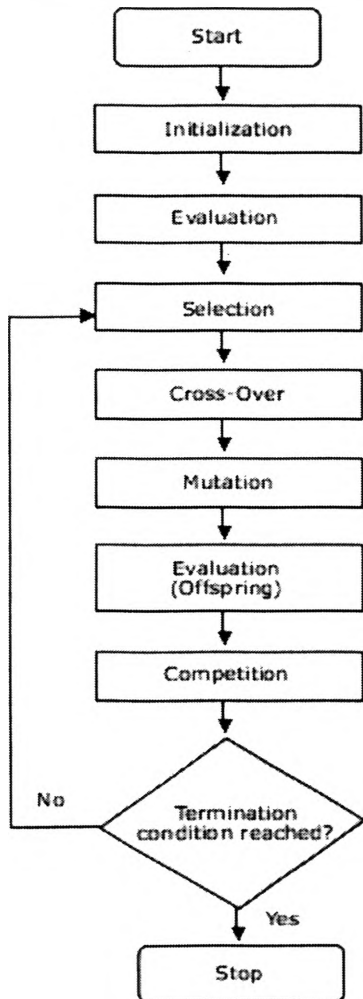 Start
Initialization
Evaluation
Selection
Cross-Over
Mutation
Evaluation
(Offspring)
Competition
Termination
condition reached?
No
Yes
Stop